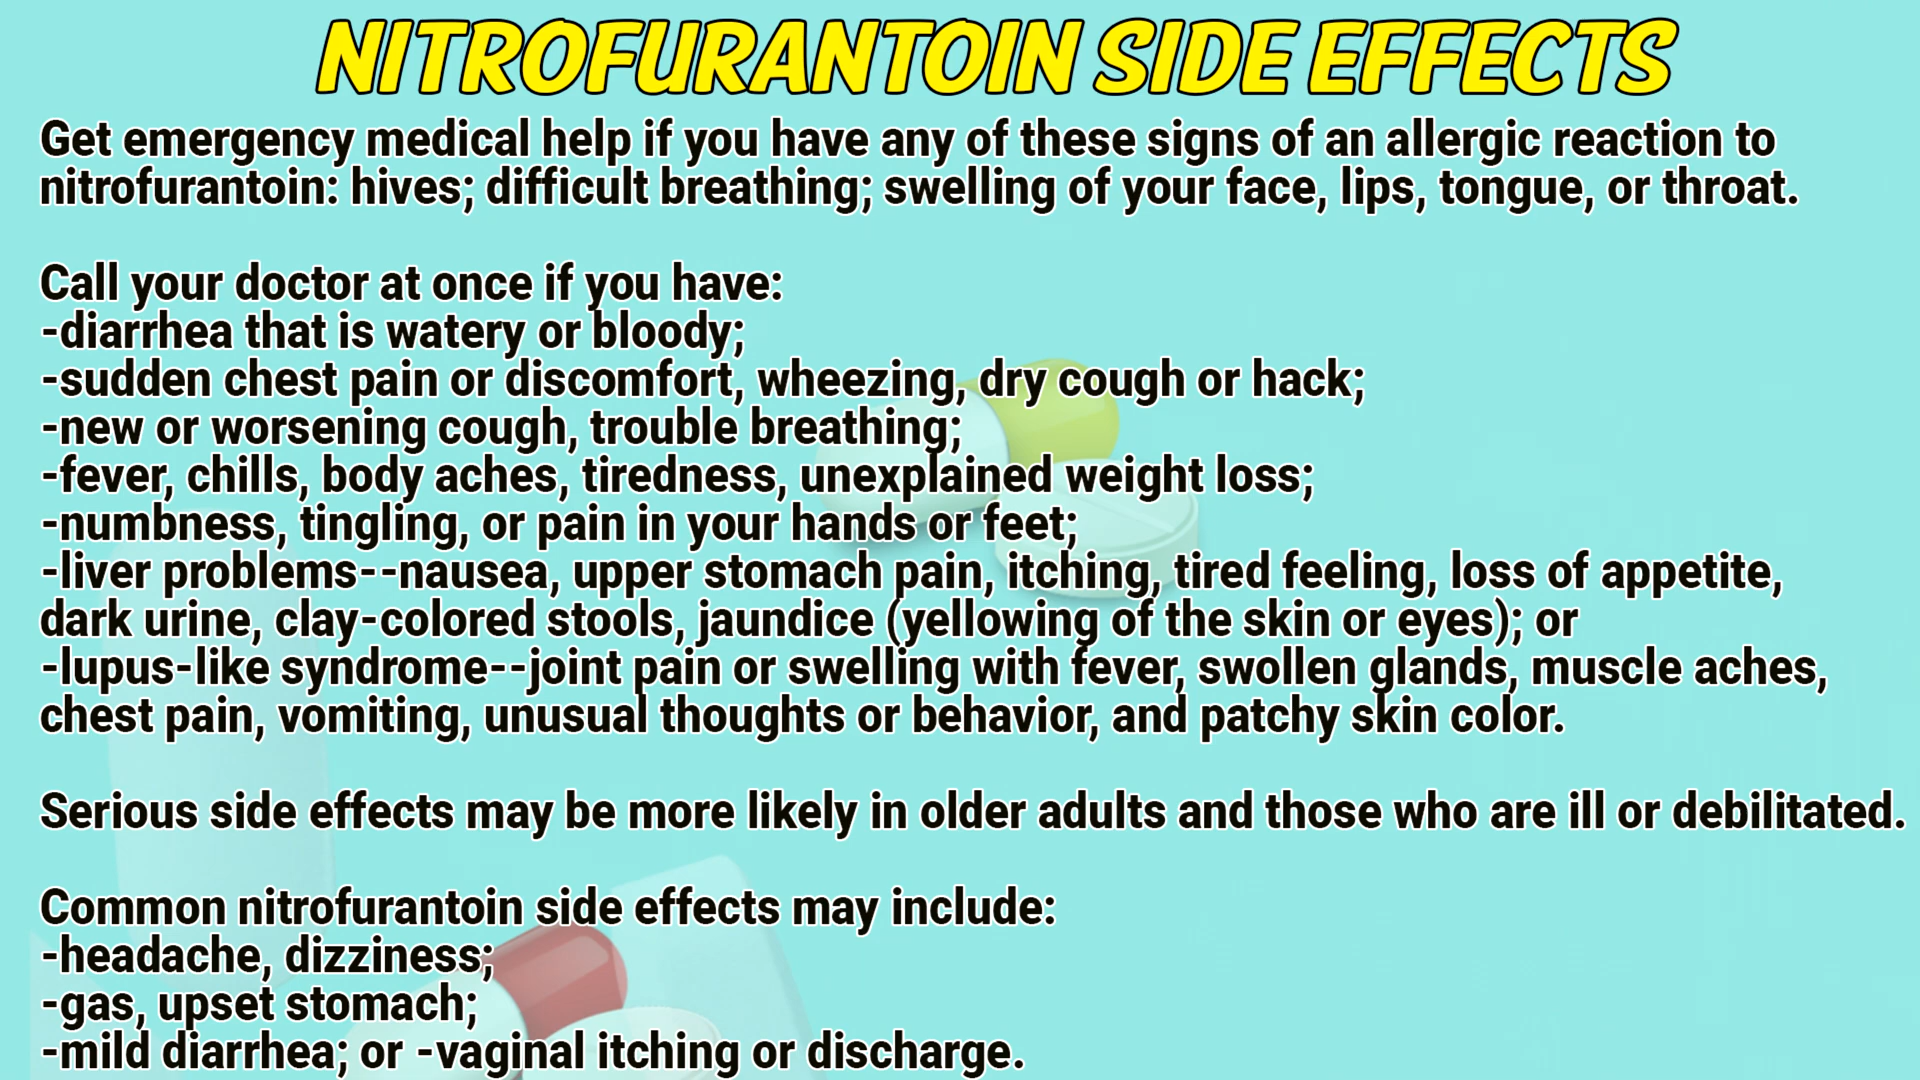 NITROFURANTOIN SIDE EFFECTS
Get emergency medical help if you have any of these signs of an allergic reaction to
nitrofurantoin: hives; difficult breathing; swelling of your face, lips, tongue, or throat.
Call your doctor at once if you have:
-diarrhea that is watery or bloody;
-sudden chest pain or discomfort, wheezing, dry cough or hack;
-new or worsening cough, trouble breathing;
-fever, chills, body aches, tiredness, unexplained weight loss;
-numbness, tingling, or pain in your hands or feet;
-liver problems--nausea, upper stomach pain, itching, tired feeling, loss of appetite,
dark urine, clay-colored stools, jaundice (yellowing of the skin or eyes); or
-lupus-like syndrome--joint pain or swelling with fever, swollen glands, muscle aches,
chest pain, vomiting, unusual thoughts or behavior, and patchy skin color.
Serious side effects may be more likely in older adults and those who are ill or debilitated.
Common nitrofurantoin side effects may include:
-headache, dizziness;
-gas, upset stomach;
-mild diarrhea; or -vaginal itching or discharge.